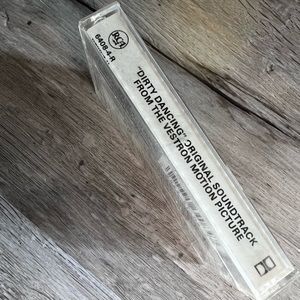 RCA
6408-4-R
"DIRTY DANCING" ORIGINAL SOUNDTRACK
FROM THE VESTRON MOTION PICTURE